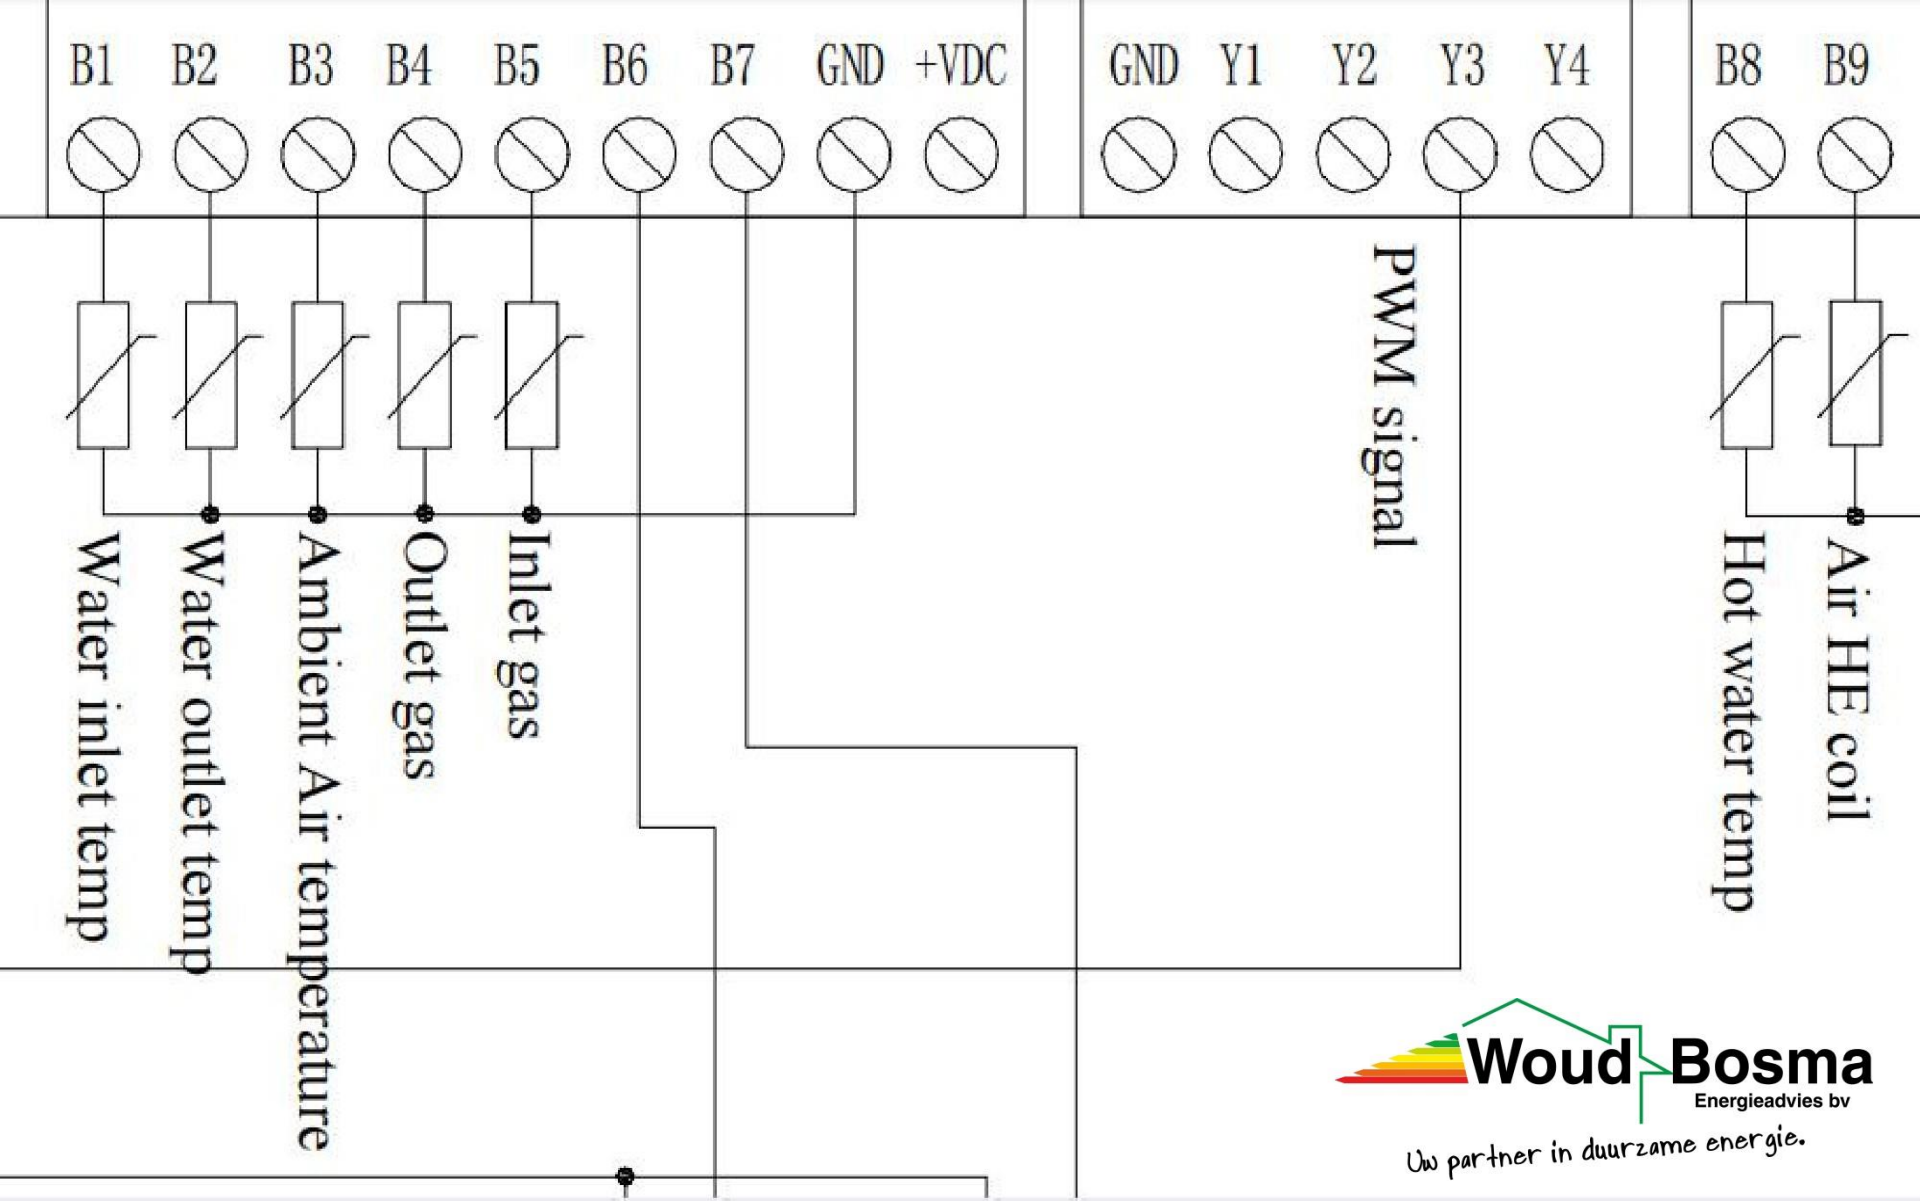 B1 B2 B3 B4 B5 B6 B7 GND +VDC GND Y1 Y2 Y3 Y4 B8 B9
PWM signal
Water inlet temp
Water outlet temp
Ambient Air temperature
Outlet gas
Inlet gas
Hot water temp
Air HE coil
Woud Bosma
Energieadvies bv
Uw partner in duurzame energie.